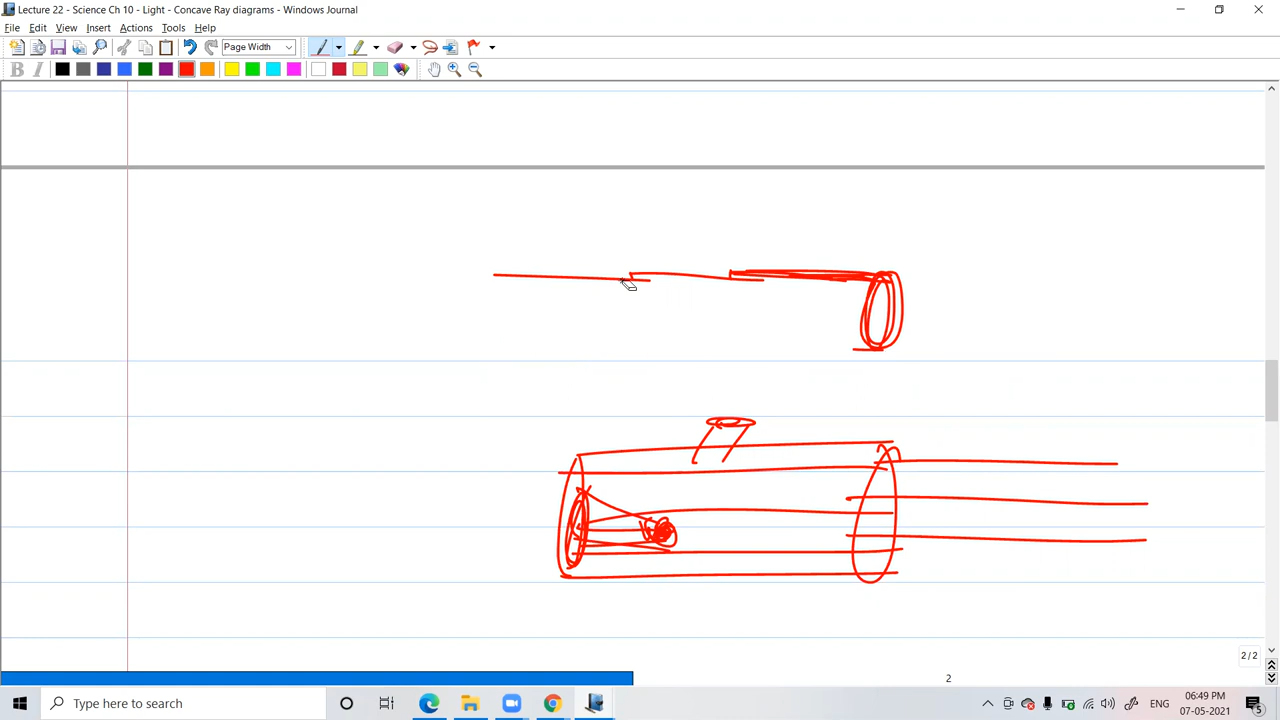 Lecture 22 - Science Ch 10 - Light - Concave Ray diagrams - Windows Journal
File Edit View Insert Actions Tools Help
Page Width
B I
2 / 2
2
Type here to search
ENG
06:49 PM
07-05-2021
5